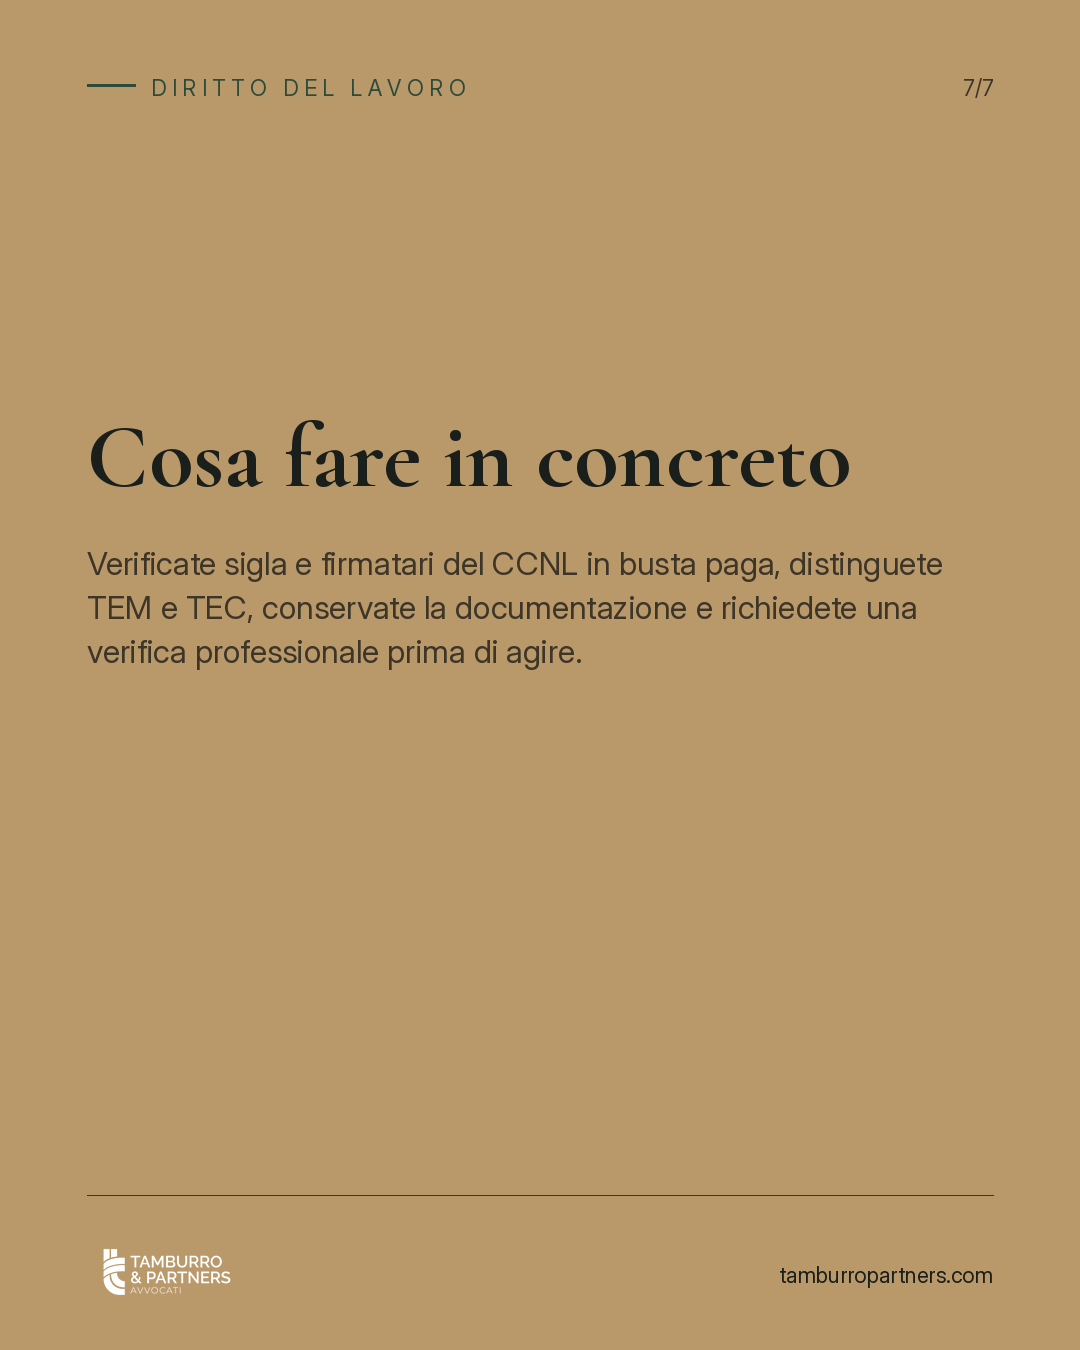 DIRITTO DEL LAVORO
7/7
Cosa fare in concreto
Verificate sigla e firmatari del CCNL in busta paga, distinguete
TEM e TEC, conservate la documentazione e richiedete una
verifica professionale prima di agire.
TAMBURRO
& PARTNERS
AVVOCATI
tamburropartners.com